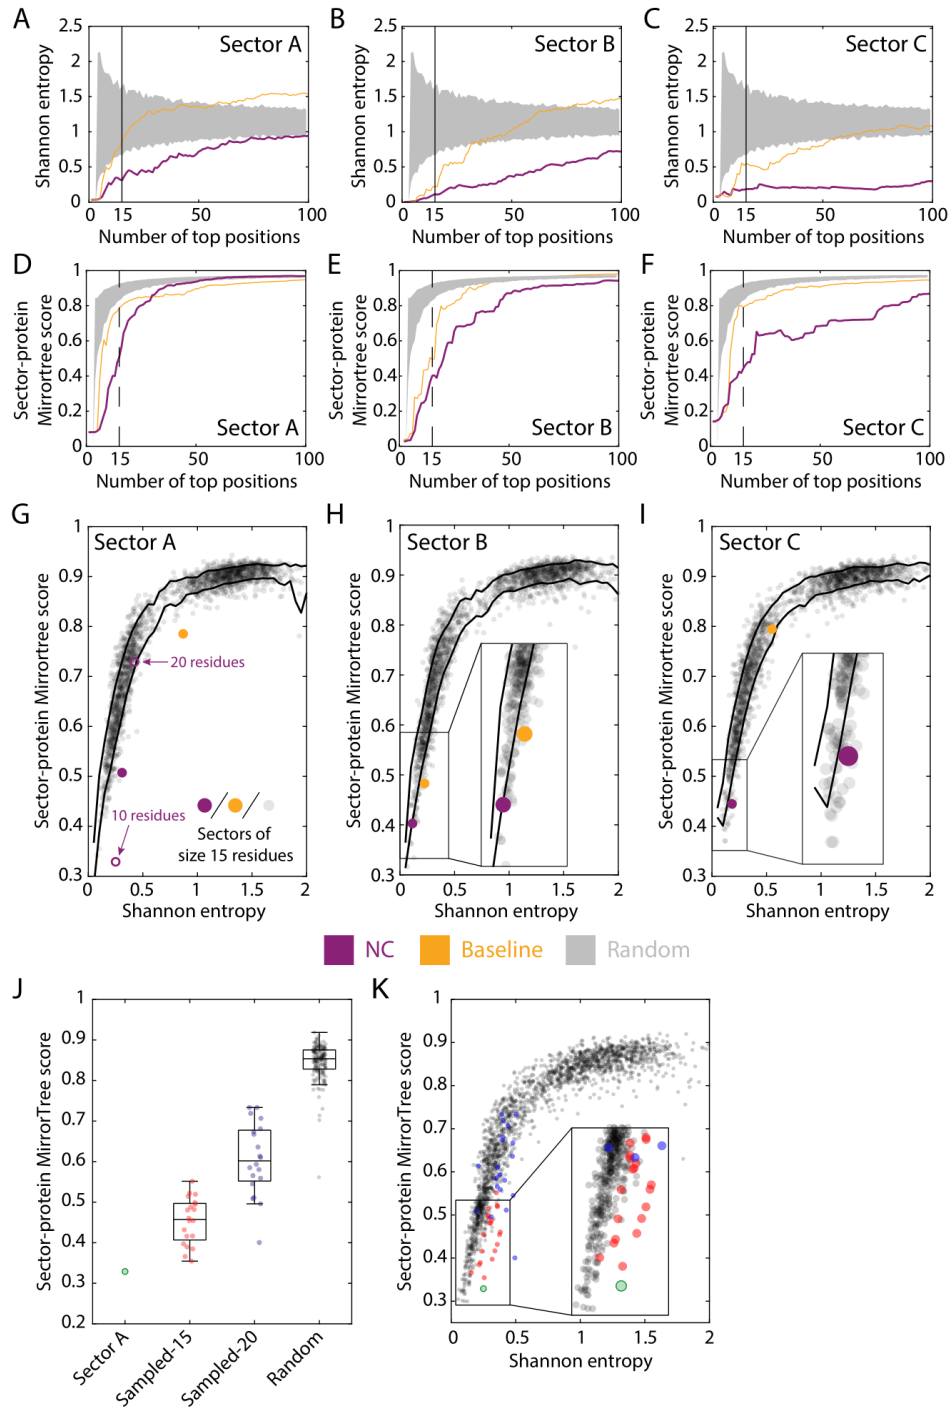 A
B
C
Sector A
Sector B
Sector C
Shannon entropy
2.5
2
1.5
1
0.5
0
0 15 50 100
Number of top positions
Shannon entropy
2.5
2
1.5
1
0.5
0
0 15 50 100
Number of top positions
Shannon entropy
2.5
2
1.5
1
0.5
0
0 15 50 100
Number of top positions
D
E
F
Sector-protein
Mirrortree score
1
0.8
0.6
0.4
0.2
0
Sector A
0 15 50 100
Number of top positions
Sector-protein
Mirrortree score
1
0.8
0.6
0.4
0.2
0
Sector B
0 15 50 100
Number of top positions
Sector-protein
Mirrortree score
1
0.8
0.6
0.4
0.2
0
Sector C
0 15 50 100
Number of top positions
G
H
I
Sector A
Sector-protein Mirrortree score
1
0.9
0.8
0.7
0.6
0.5
0.4
0.3
20 residues
10 residues
Sectors of
size 15 residues
0 0.5 1 1.5 2
Shannon entropy
Sector B
Sector-protein Mirrortree score
1
0.9
0.8
0.7
0.6
0.5
0.4
0.3
0 0.5 1 1.5 2
Shannon entropy
Sector C
Sector-protein Mirrortree score
1
0.9
0.8
0.7
0.6
0.5
0.4
0.3
0 0.5 1 1.5 2
Shannon entropy
NC Baseline Random
J
K
Sector-protein MirrorTree score
1
0.9
0.8
0.7
0.6
0.5
0.4
0.3
0.2
Sector A
Sampled-15
Sampled-20
Random
Sector-protein MirrorTree score
1
0.9
0.8
0.7
0.6
0.5
0.4
0.3
0 0.5 1 1.5 2
Shannon entropy